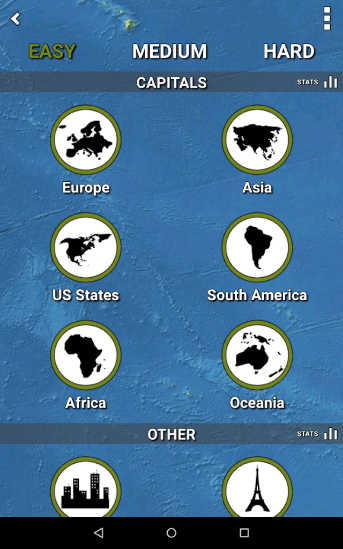 EASY MEDIUM HARD
CAPITALS STATS
Europe Asia
US States South America
Africa Oceania
OTHER STATS